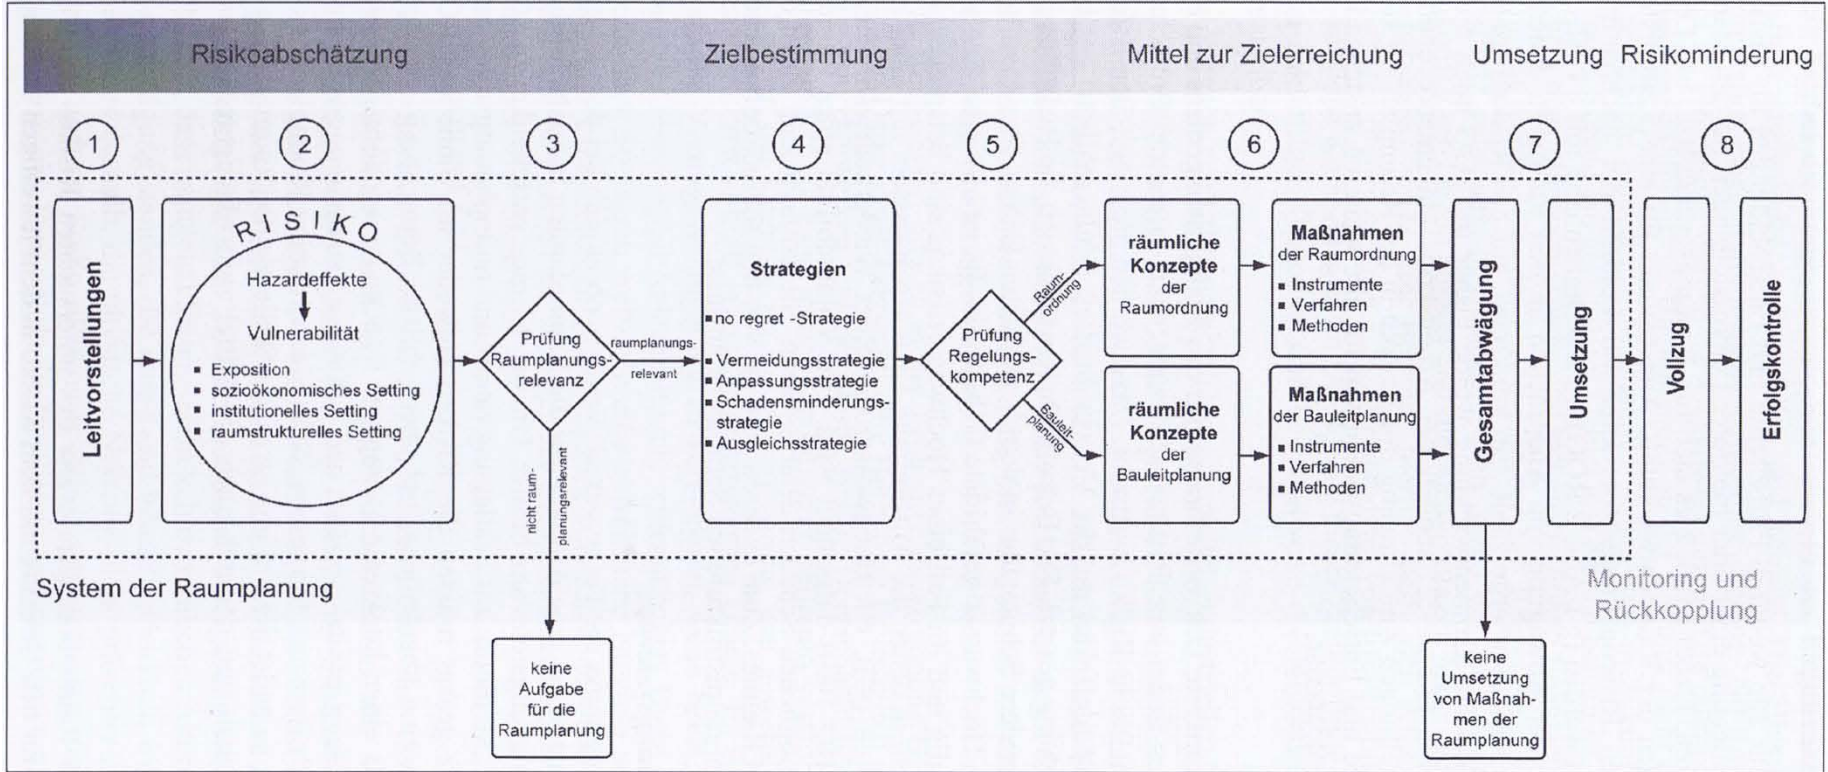 Risikoabschätzung
Zielbestimmung
Mittel zur Zielerreichung
Umsetzung
Risikominderung
1
2
3
4
5
6
7
8
Leitvorstellungen
RISIKO
Hazardeffekte
Vulnerabilität
▪ Exposition
▪ sozioökonomisches Setting
▪ institutionelles Setting
▪ raumstrukturelles Setting
Prüfung
Raumplanungs-
relevanz
raumplanungs-
relevant
nicht raum-
planungsrelevant
keine
Aufgabe
für die
Raumplanung
Strategien
▪ no regret -Strategie
▪ Vermeidungsstrategie
▪ Anpassungsstrategie
▪ Schadensminderungs-
strategie
▪ Ausgleichsstrategie
Prüfung
Regelungs-
kompetenz
Raum-
ordnung
Bauleit-
planung
räumliche
Konzepte
der
Raumordnung
Maßnahmen
der Raumordnung
▪ Instrumente
▪ Verfahren
▪ Methoden
räumliche
Konzepte
der
Bauleitplanung
Maßnahmen
der Bauleitplanung
▪ Instrumente
▪ Verfahren
▪ Methoden
Gesamtabwägung
Umsetzung
keine
Umsetzung
von Maßnah-
men der
Raumplanung
Vollzug
Erfolgskontrolle
System der Raumplanung
Monitoring und
Rückkopplung